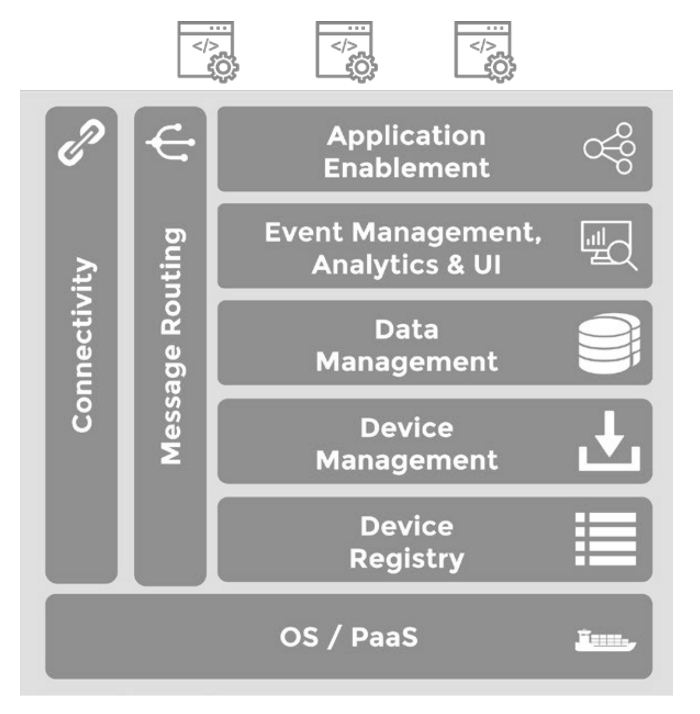 </>
</>
</>
Connectivity
Message Routing
Application
Enablement
Event Management,
Analytics & UI
Data
Management
Device
Management
Device
Registry
OS / PaaS